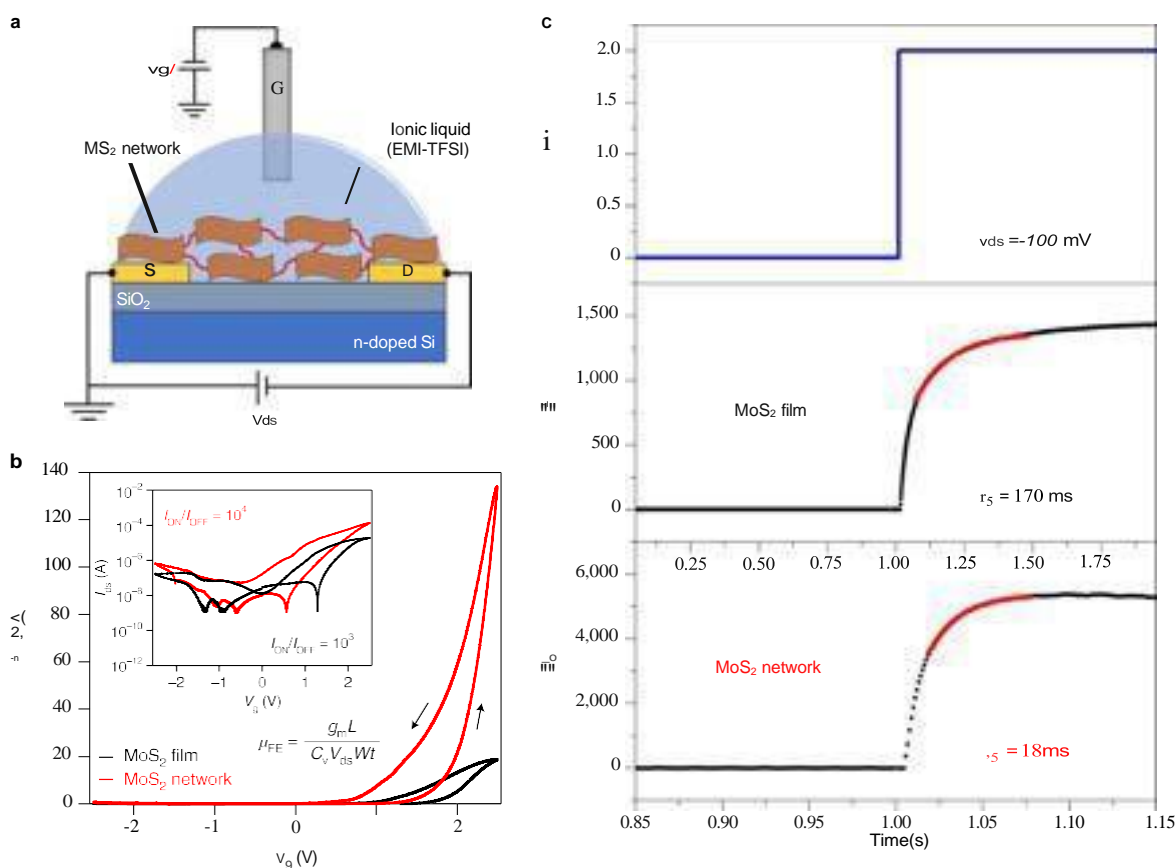 a
vg/
G
MS₂ network
Ionic liquid
(EMI-TFSI)
S
D
SiO₂
n-doped Si
Vds
b
<(
2,
-n
140
120
100
80
60
40
20
0
-2
-1
0
1
2
v₉ (V)
10⁻²
10⁻⁴
10⁻⁶
10⁻⁸
10⁻¹⁰
10⁻¹²
I_ds (A)
I_ON/I_OFF = 10⁴
I_ON/I_OFF = 10³
−2
−1
0
1
2
V_g (V)
μ_FE = g_m L / C_v V_ds Wt
MoS₂ film
MoS₂ network
c
i
2.0
1.5
1.0
0.5
0
vds =-100 mV
1,500
1,000
500
0
MoS₂ film
r₅ = 170 ms
0.25
0.50
0.75
1.00
1.25
1.50
1.75
6,000
4,000
2,000
0
MoS₂ network
,₅ = 18ms
0.85
0.90
0.95
1.00
1.05
1.10
1.15
Time(s)